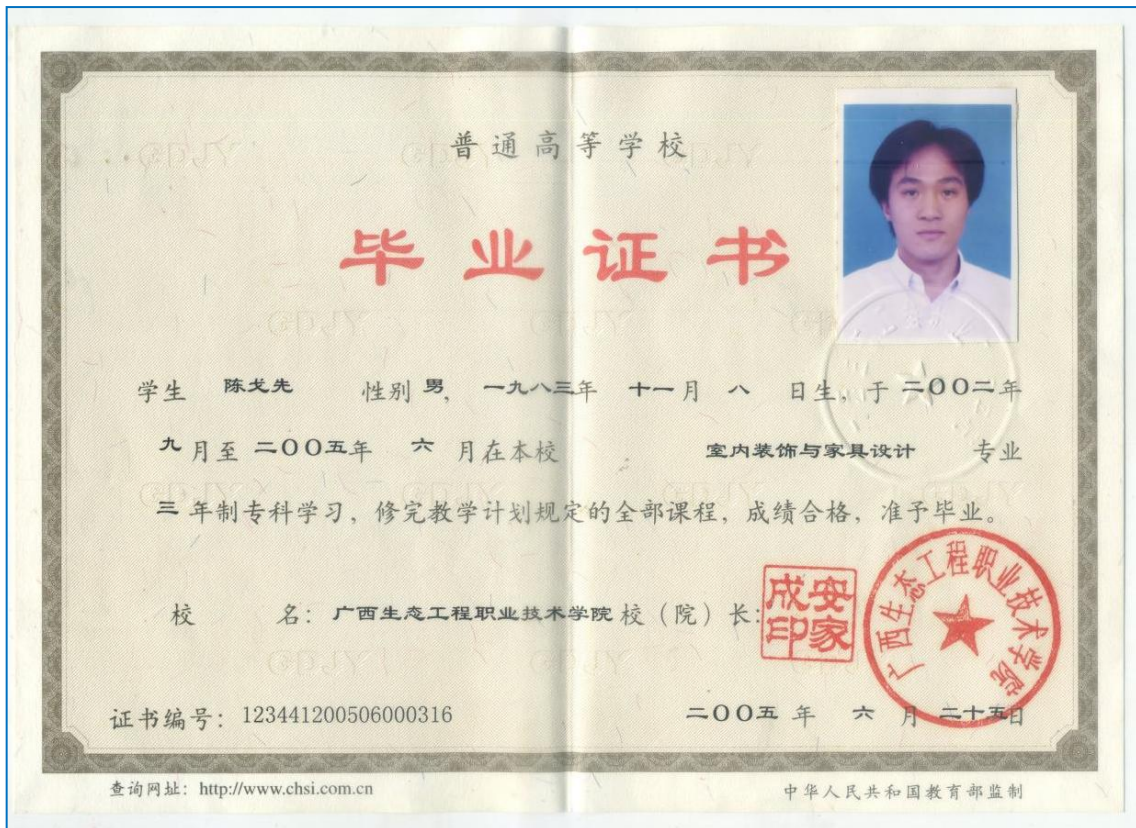 普通高等学校
毕业证书
学生 陈戈先 性别 男, 一九八三年 十一月 八 日生, 于 二〇〇二年
九月至 二〇〇五年 六 月在本校 室内装饰与家具设计 专业
三 年制专科学习, 修完教学计划规定的全部课程, 成绩合格, 准予毕业。
校 名: 广西生态工程职业技术学院 校(院)长:
安家成印
广西生态工程职业技术学院
证书编号: 123441200506000316
二〇〇五 年 六 月 二十五日
查询网址: http://www.chsi.com.cn
中华人民共和国教育部监制